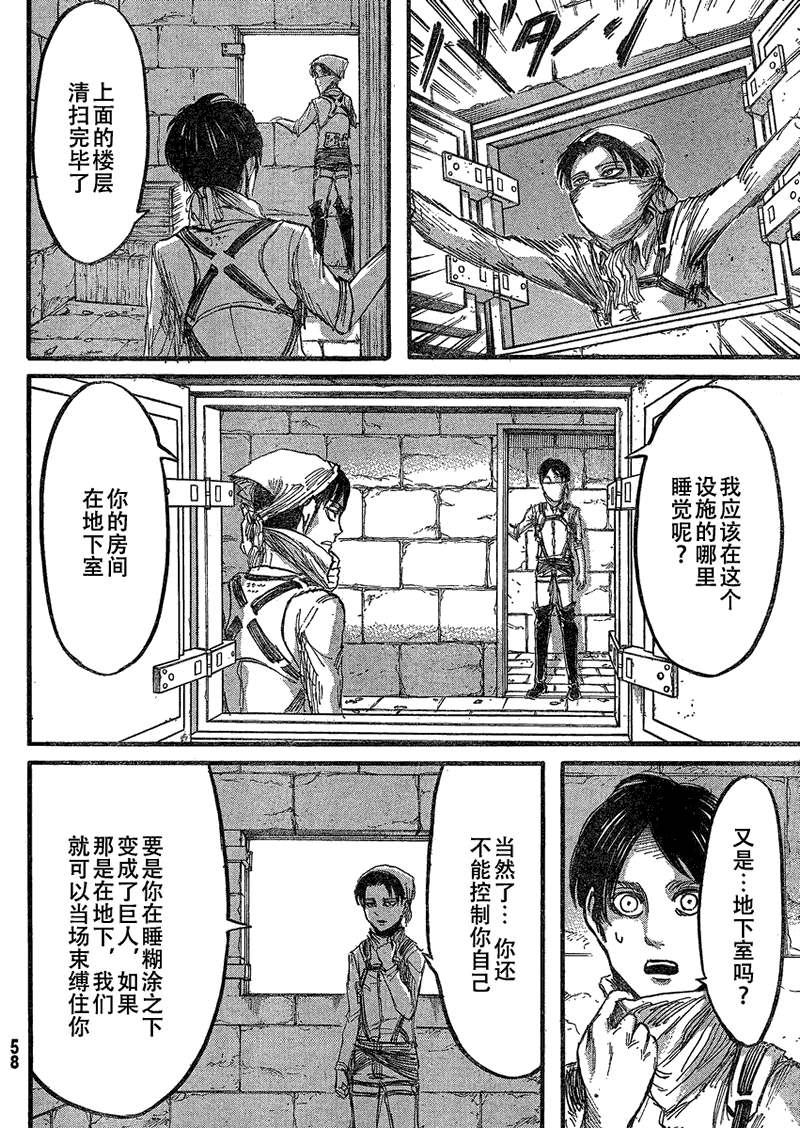 バターン
上面的楼层
清扫完毕了
我应该在这个
设施的哪里
睡觉呢？
你的房间
在地下室
又是…地下室吗？
当然了…你还
不能控制你自己
要是你在睡糊涂之下
变成了巨人，如果
那是在地下，我们
就可以当场束缚住你
58